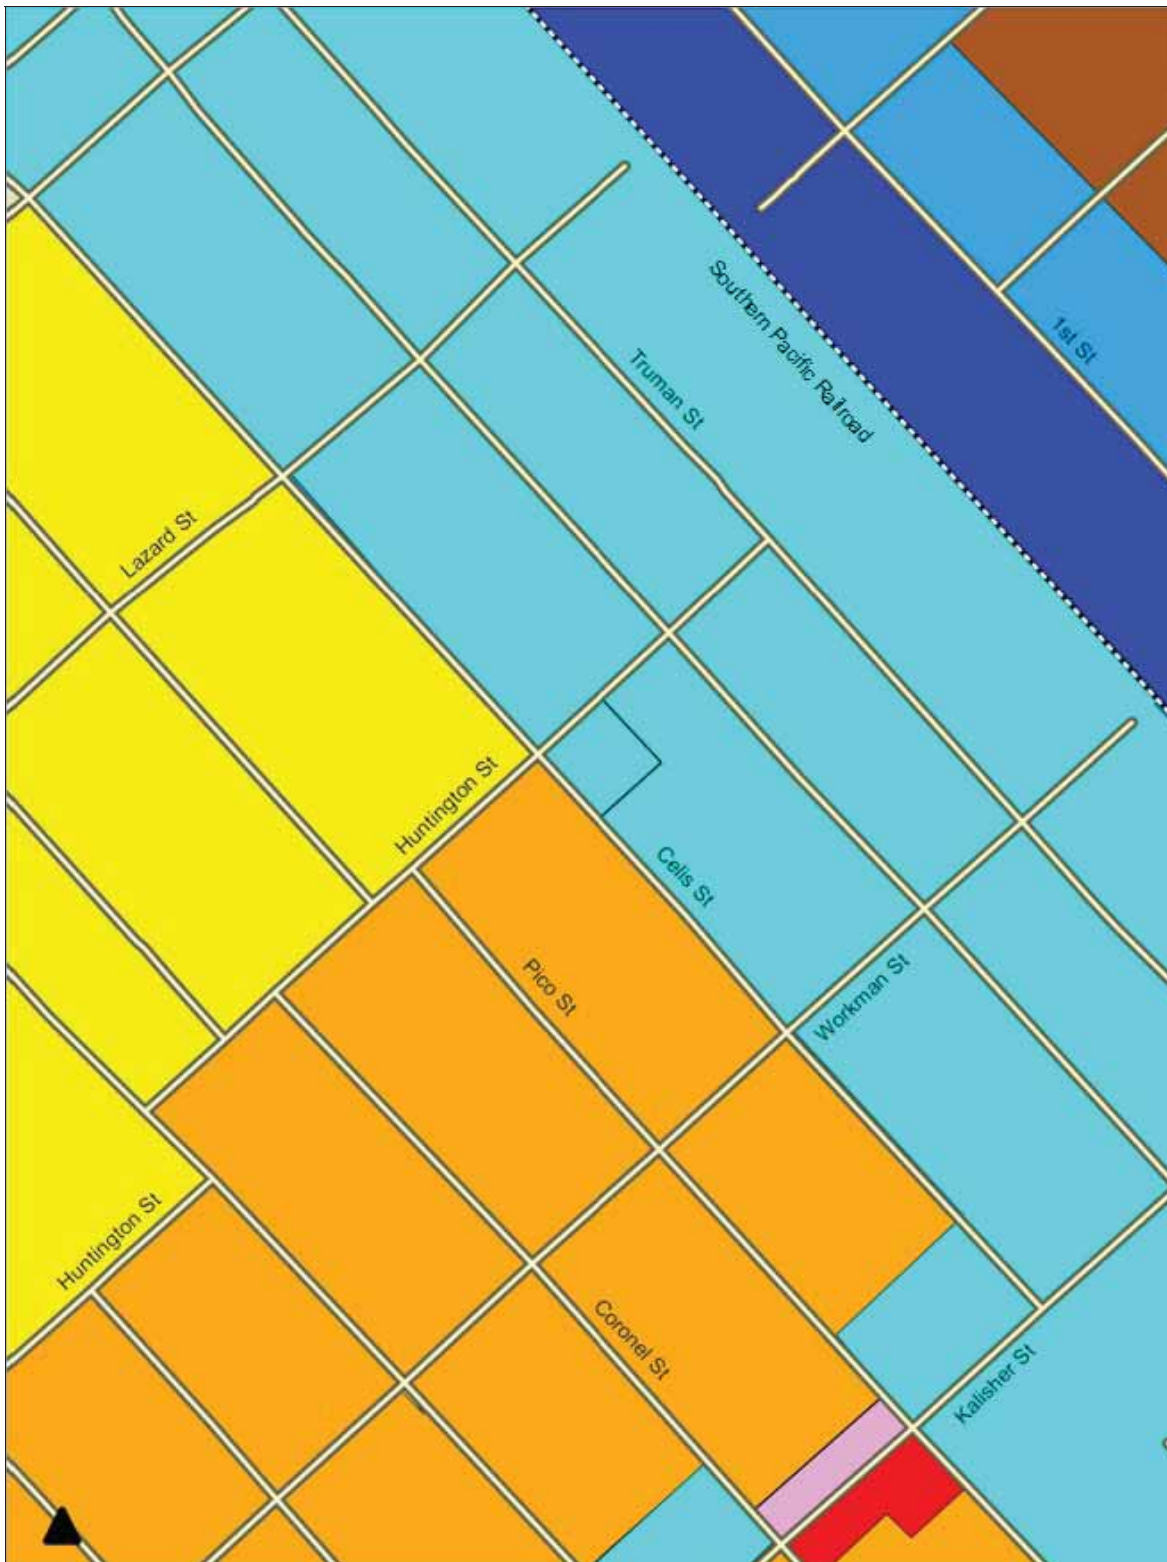 Southern Pacific Railroad
1st St
Truman St
Lazard St
Huntington St
Celis St
Pico St
Workman St
Huntington St
Coronel St
Kalisher St